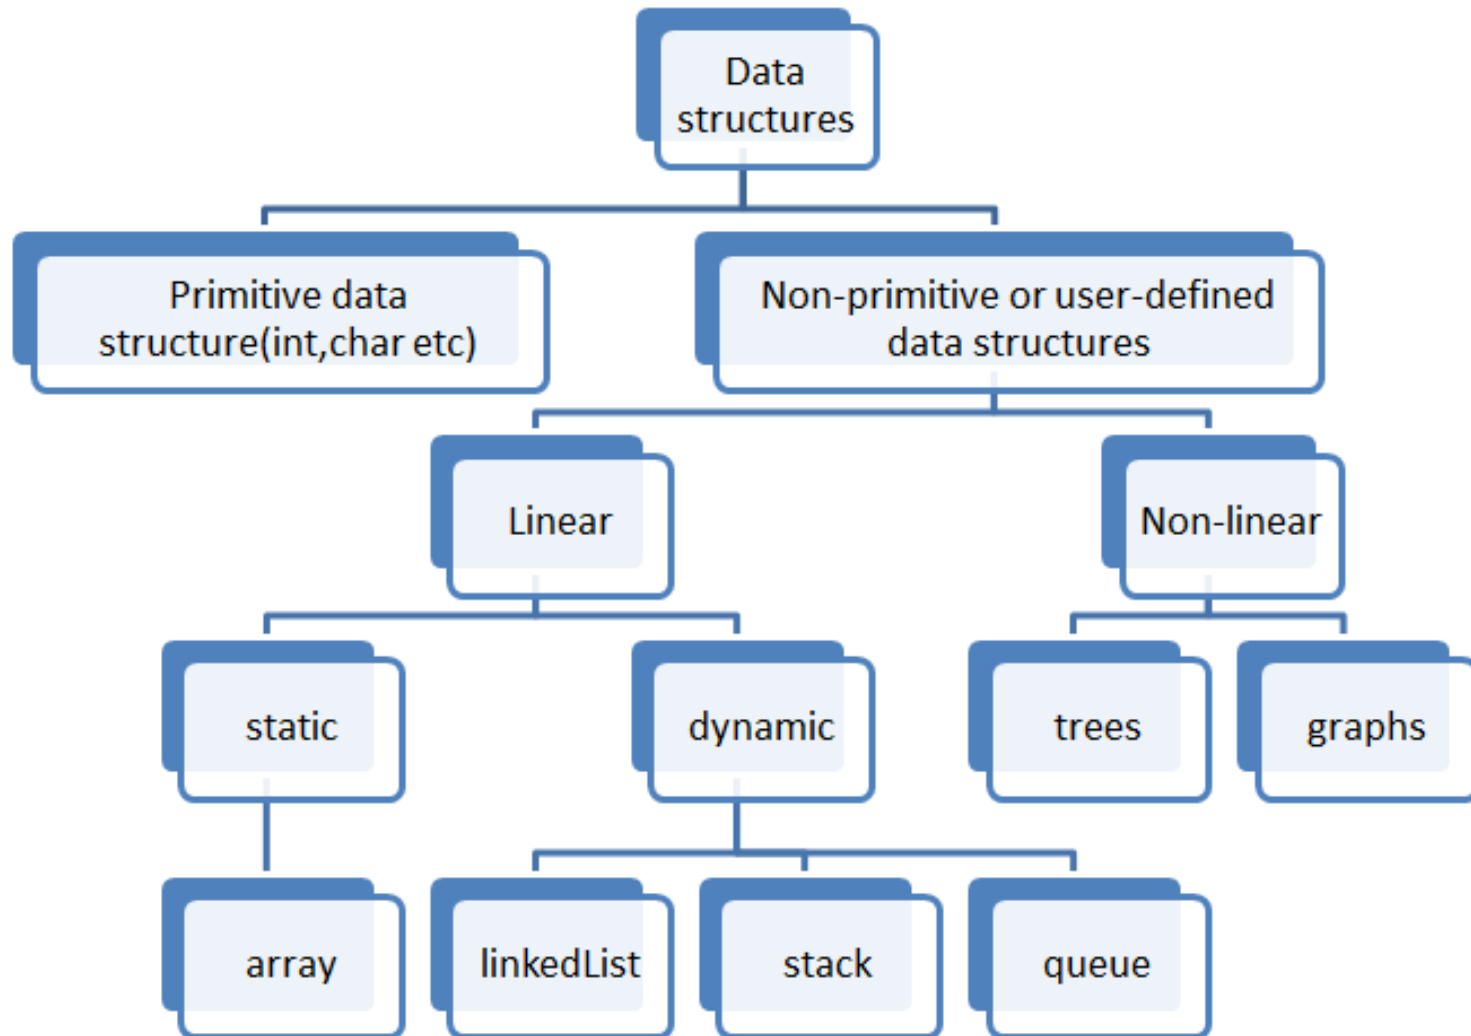 Data
structures
Primitive data
structure(int,char etc)
Non-primitive or user-defined
data structures
Linear
Non-linear
static
dynamic
trees
graphs
array
linkedList
stack
queue